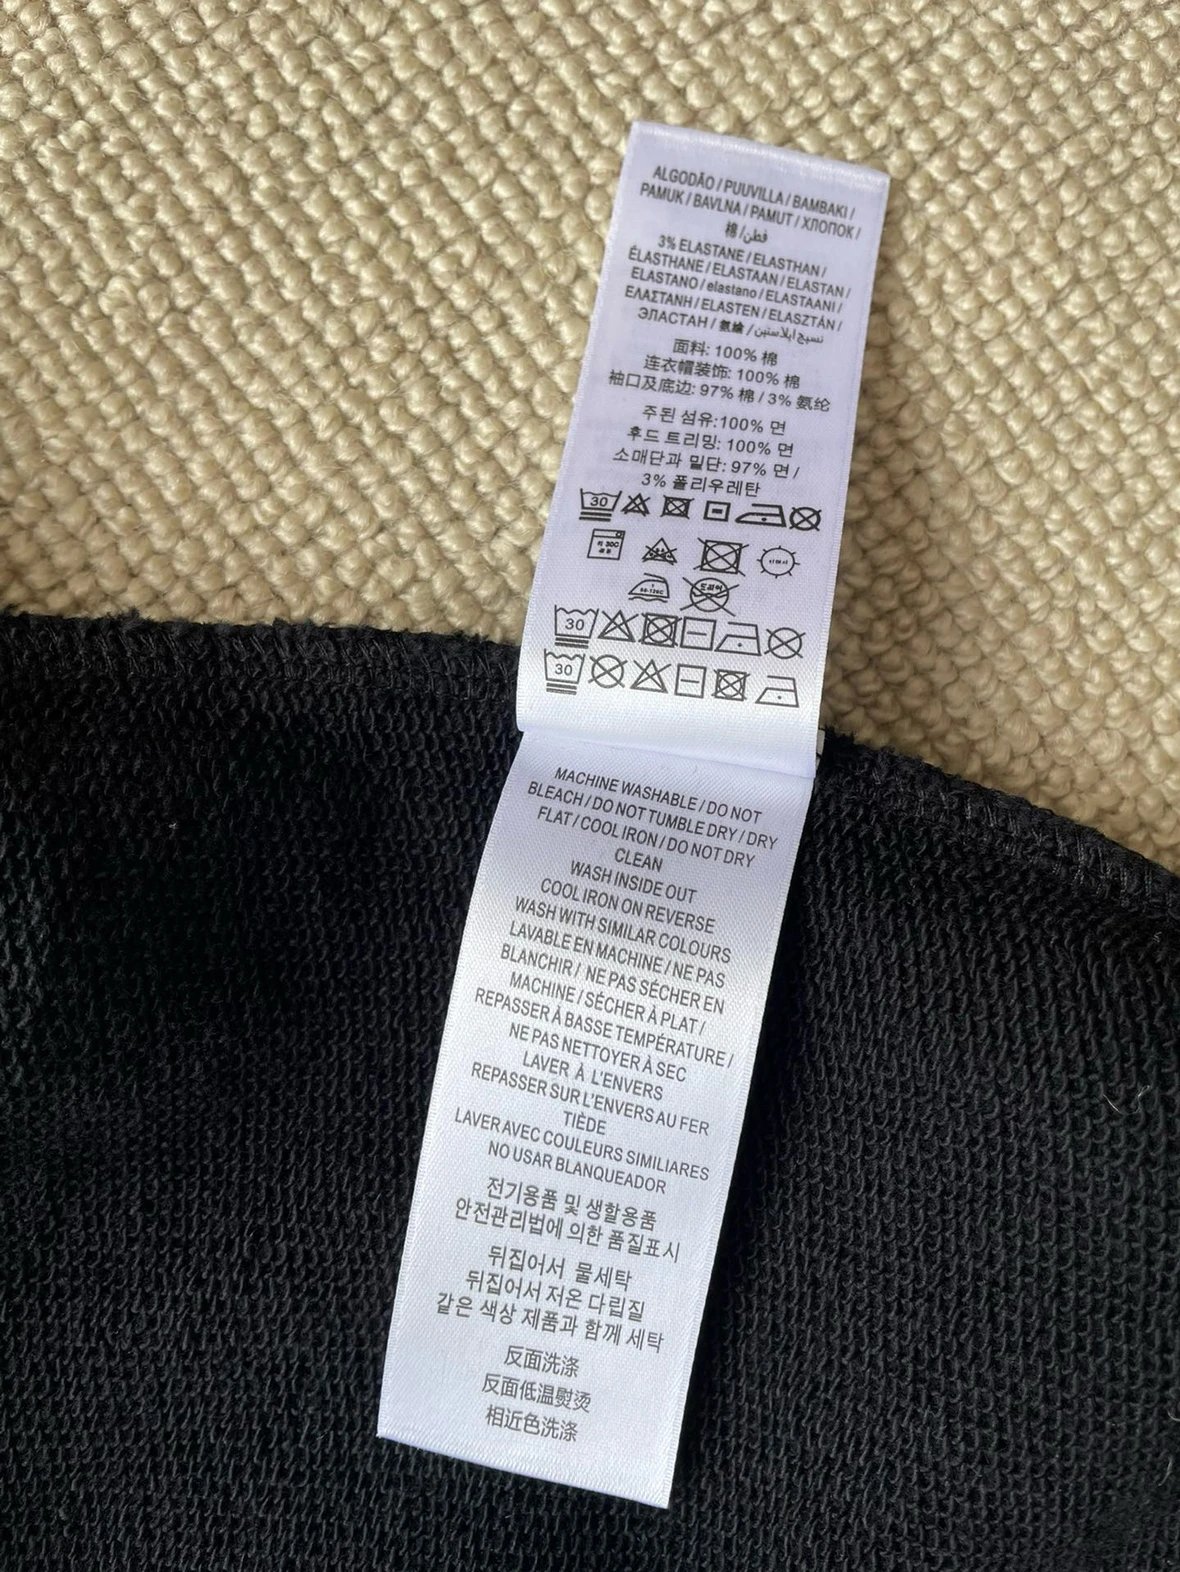 ALGODÃO / PUUVILLA / BAMBAKI /
PAMUK / BAVLNA / PAMUT / ХЛОПОК /
棉 / قطن
3% ELASTANE / ELASTHAN /
ÉLASTHANE / ELASTAAN / ELASTAN /
ELASTANO / elastano / ELASTAANI /
ΕΛΑΣΤΑΝΗ / ELASTEN / ELASZTÁN /
ЭЛАСТАН /
面料: 100% 棉
连衣帽装饰: 100% 棉
袖口及底边: 97% 棉 / 3% 氨纶
주된 섬유:100% 면
후드 트리밍: 100% 면
소매단과 밑단: 97% 면 /
3% 폴리우레탄
30
30
30
MACHINE WASHABLE / DO NOT
BLEACH / DO NOT TUMBLE DRY / DRY
FLAT / COOL IRON / DO NOT DRY
CLEAN
WASH INSIDE OUT
COOL IRON ON REVERSE
WASH WITH SIMILAR COLOURS
LAVABLE EN MACHINE / NE PAS
BLANCHIR / NE PAS SÉCHER EN
MACHINE / SÉCHER À PLAT /
REPASSER À BASSE TEMPÉRATURE /
NE PAS NETTOYER À SEC
LAVER À L'ENVERS
REPASSER SUR L'ENVERS AU FER
TIÈDE
LAVER AVEC COULEURS SIMILIARES
NO USAR BLANQUEADOR
전기용품 및 생할용품
안전관리법에 의한 품질표시
뒤집어서 물세탁
뒤집어서 저온 다립질
같은 색상 제품과 함께 세탁
反面洗涤
反面低温熨烫
相近色洗涤